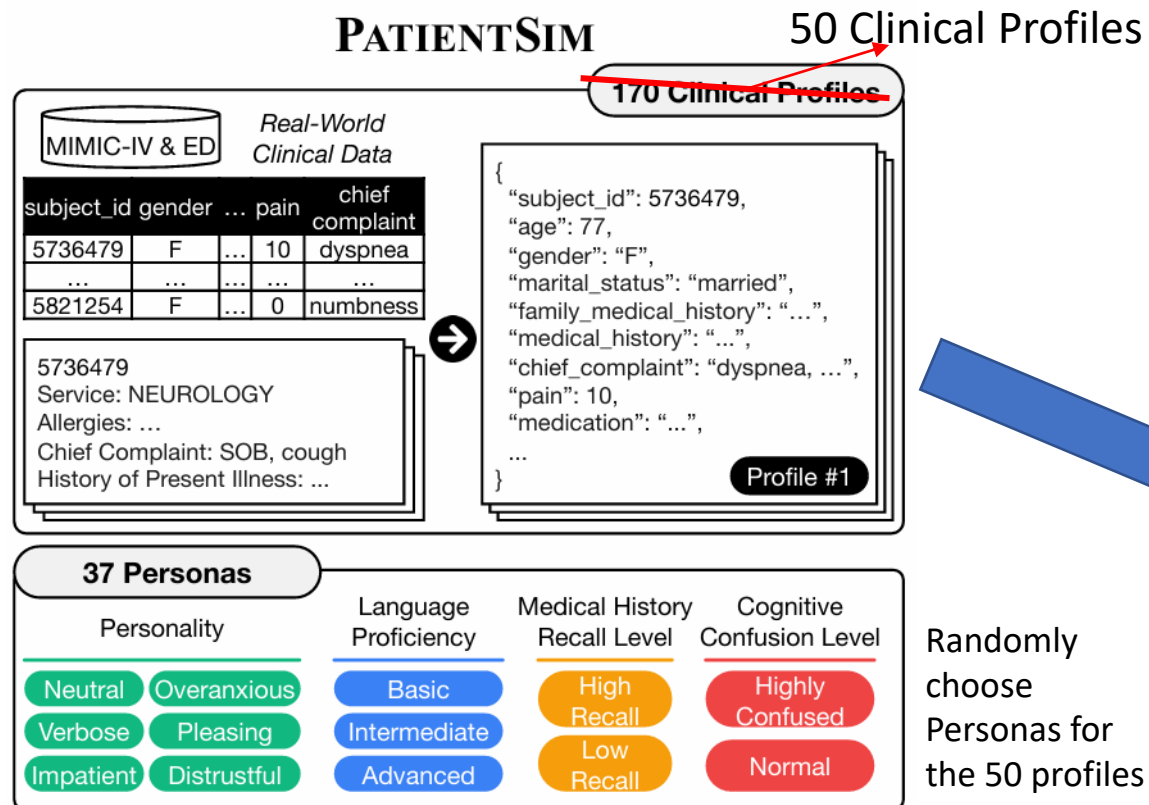 PATIENTSIM
50 Clinical Profiles
170 Clinical Profiles
MIMIC-IV & ED
Real-World
Clinical Data
subject_id gender … pain chief complaint
5736479 F … 10 dyspnea
… … … … …
5821254 F … 0 numbness
5736479
Service: NEUROLOGY
Allergies: …
Chief Complaint: SOB, cough
History of Present Illness: ...
{
“subject_id”: 5736479,
“age”: 77,
“gender”: “F”,
“marital_status”: “married”,
“family_medical_history”: “…”,
“medical_history”: “...”,
“chief_complaint”: “dyspnea, …”,
“pain”: 10,
“medication”: “...”,
...
}
Profile #1
37 Personas
Personality
Neutral Overanxious
Verbose Pleasing
Impatient Distrustful
Language
Proficiency
Basic
Intermediate
Advanced
Medical History
Recall Level
High
Recall
Low
Recall
Cognitive
Confusion Level
Highly
Confused
Normal
Randomly
choose
Personas for
the 50 profiles